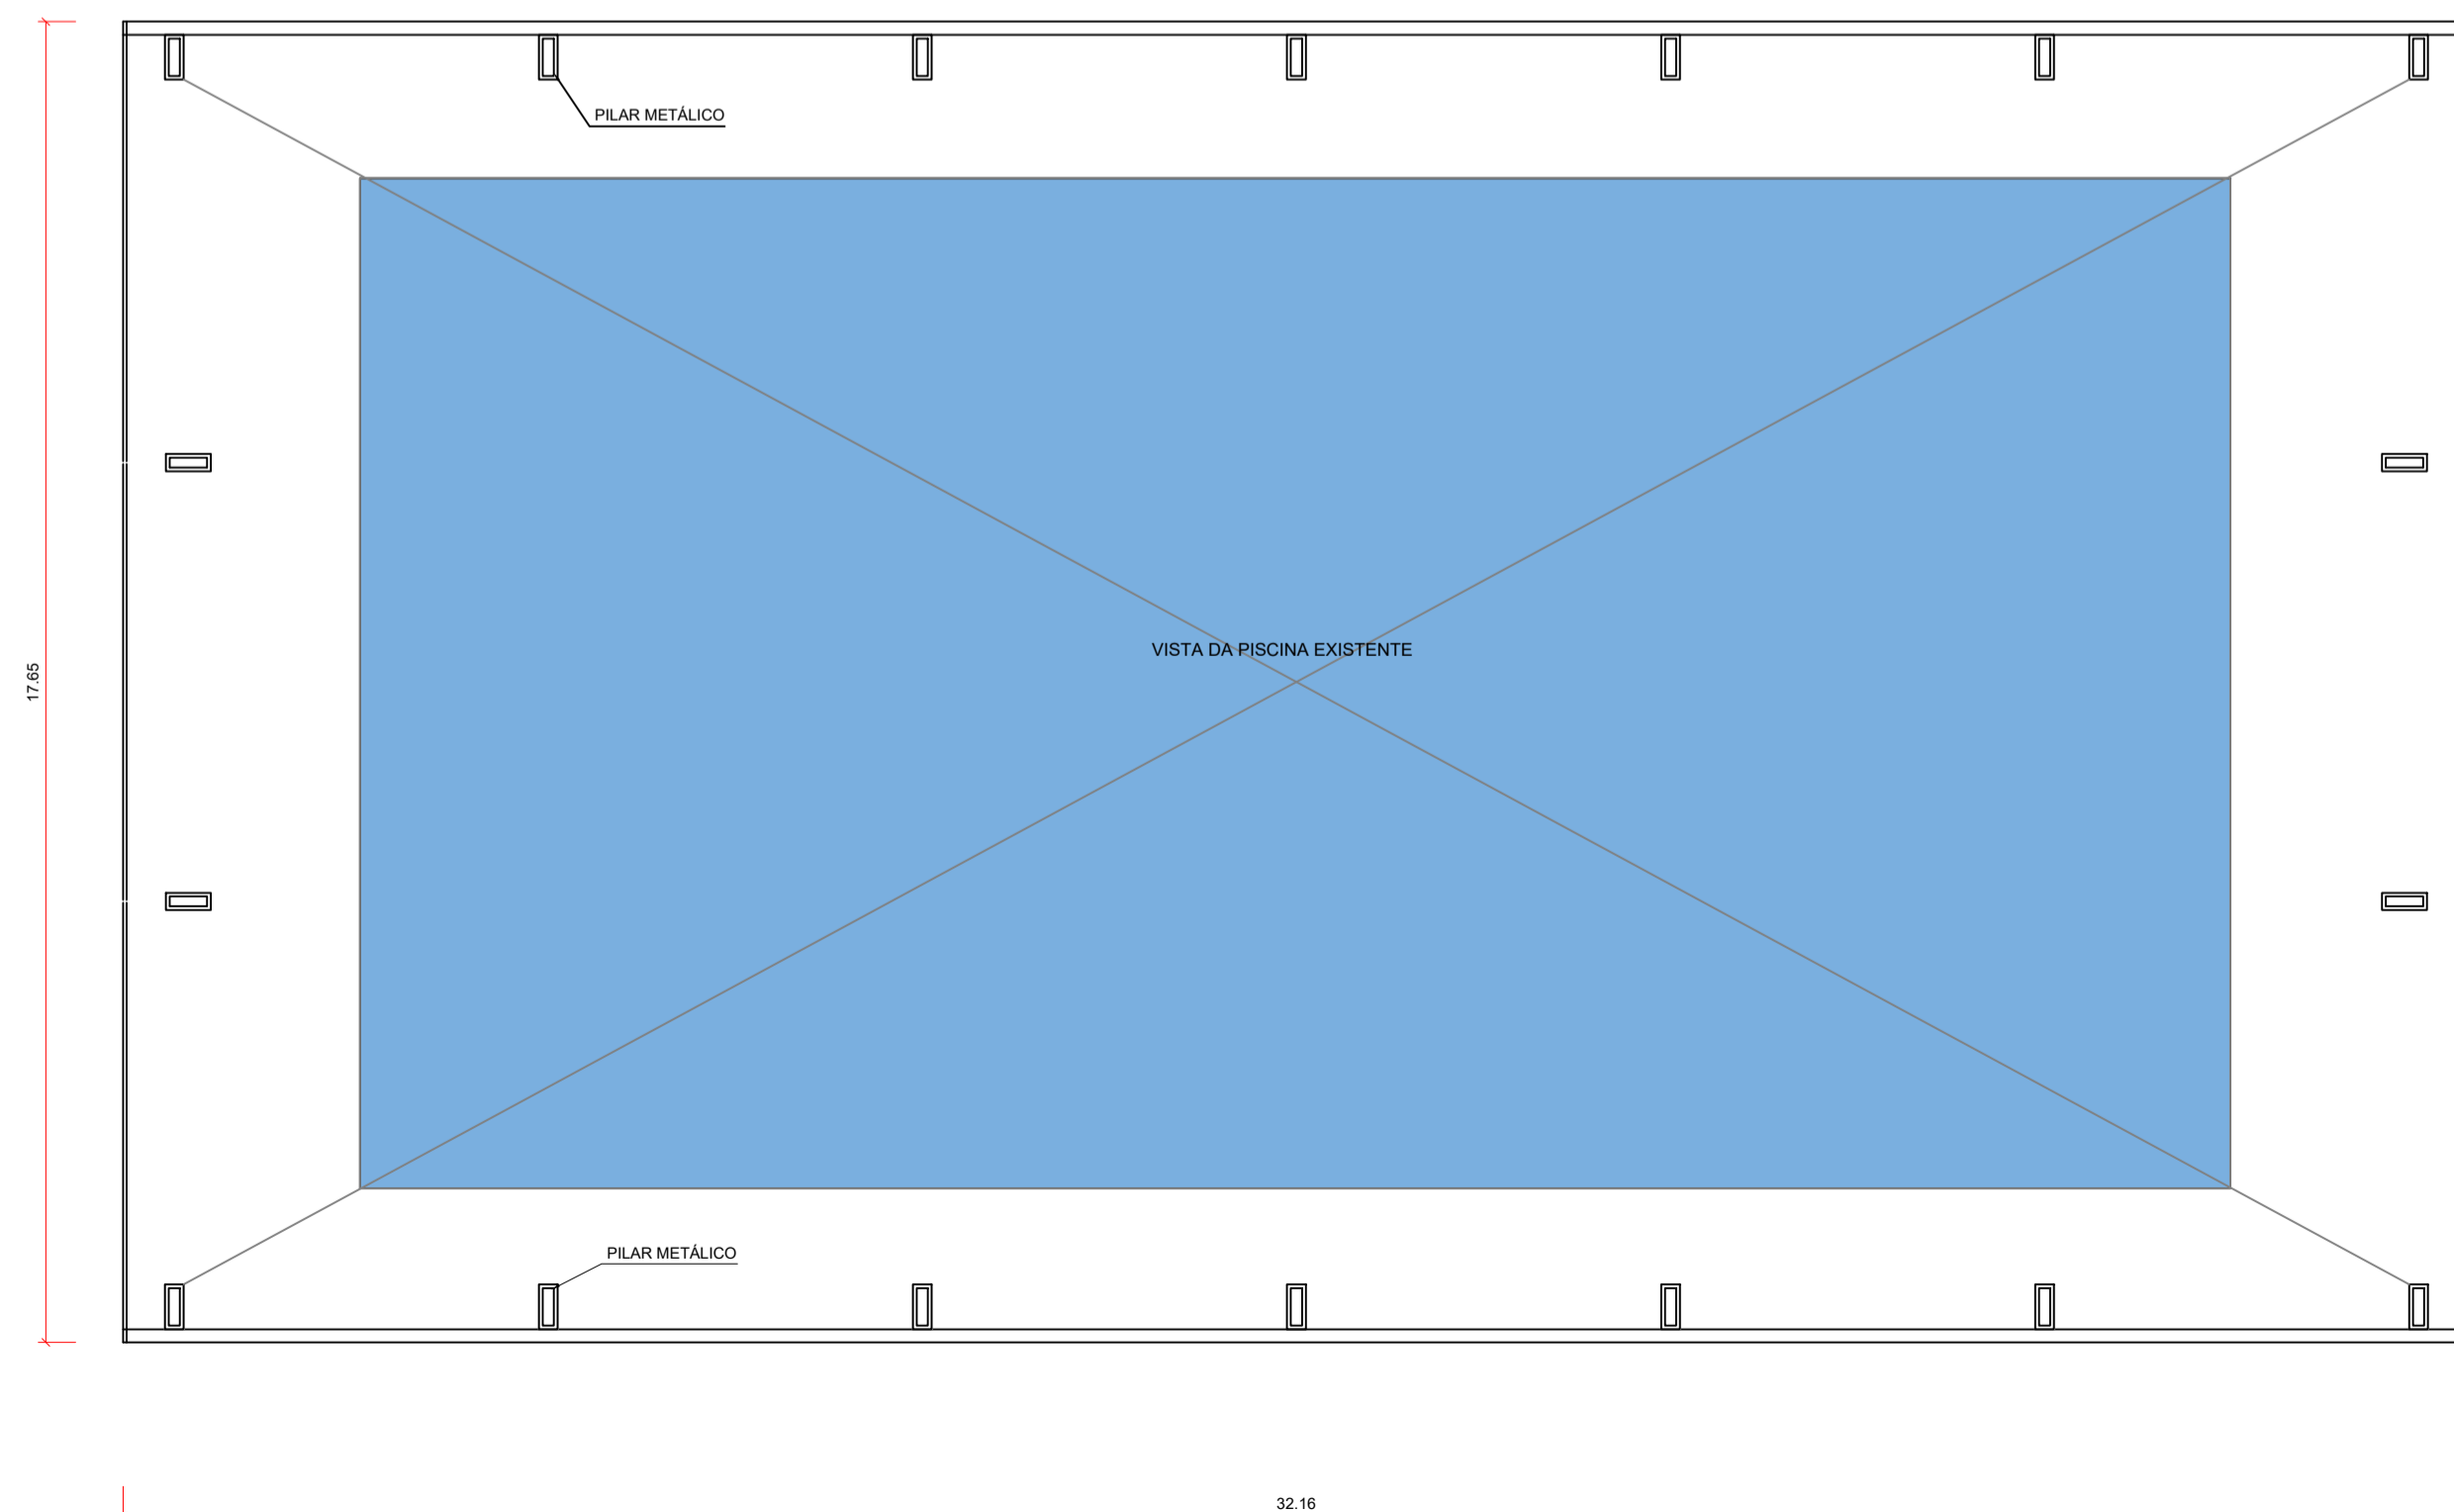 PILAR METÁLICO
VISTA DA PISCINA EXISTENTE
17.65
PILAR METÁLICO
32.16